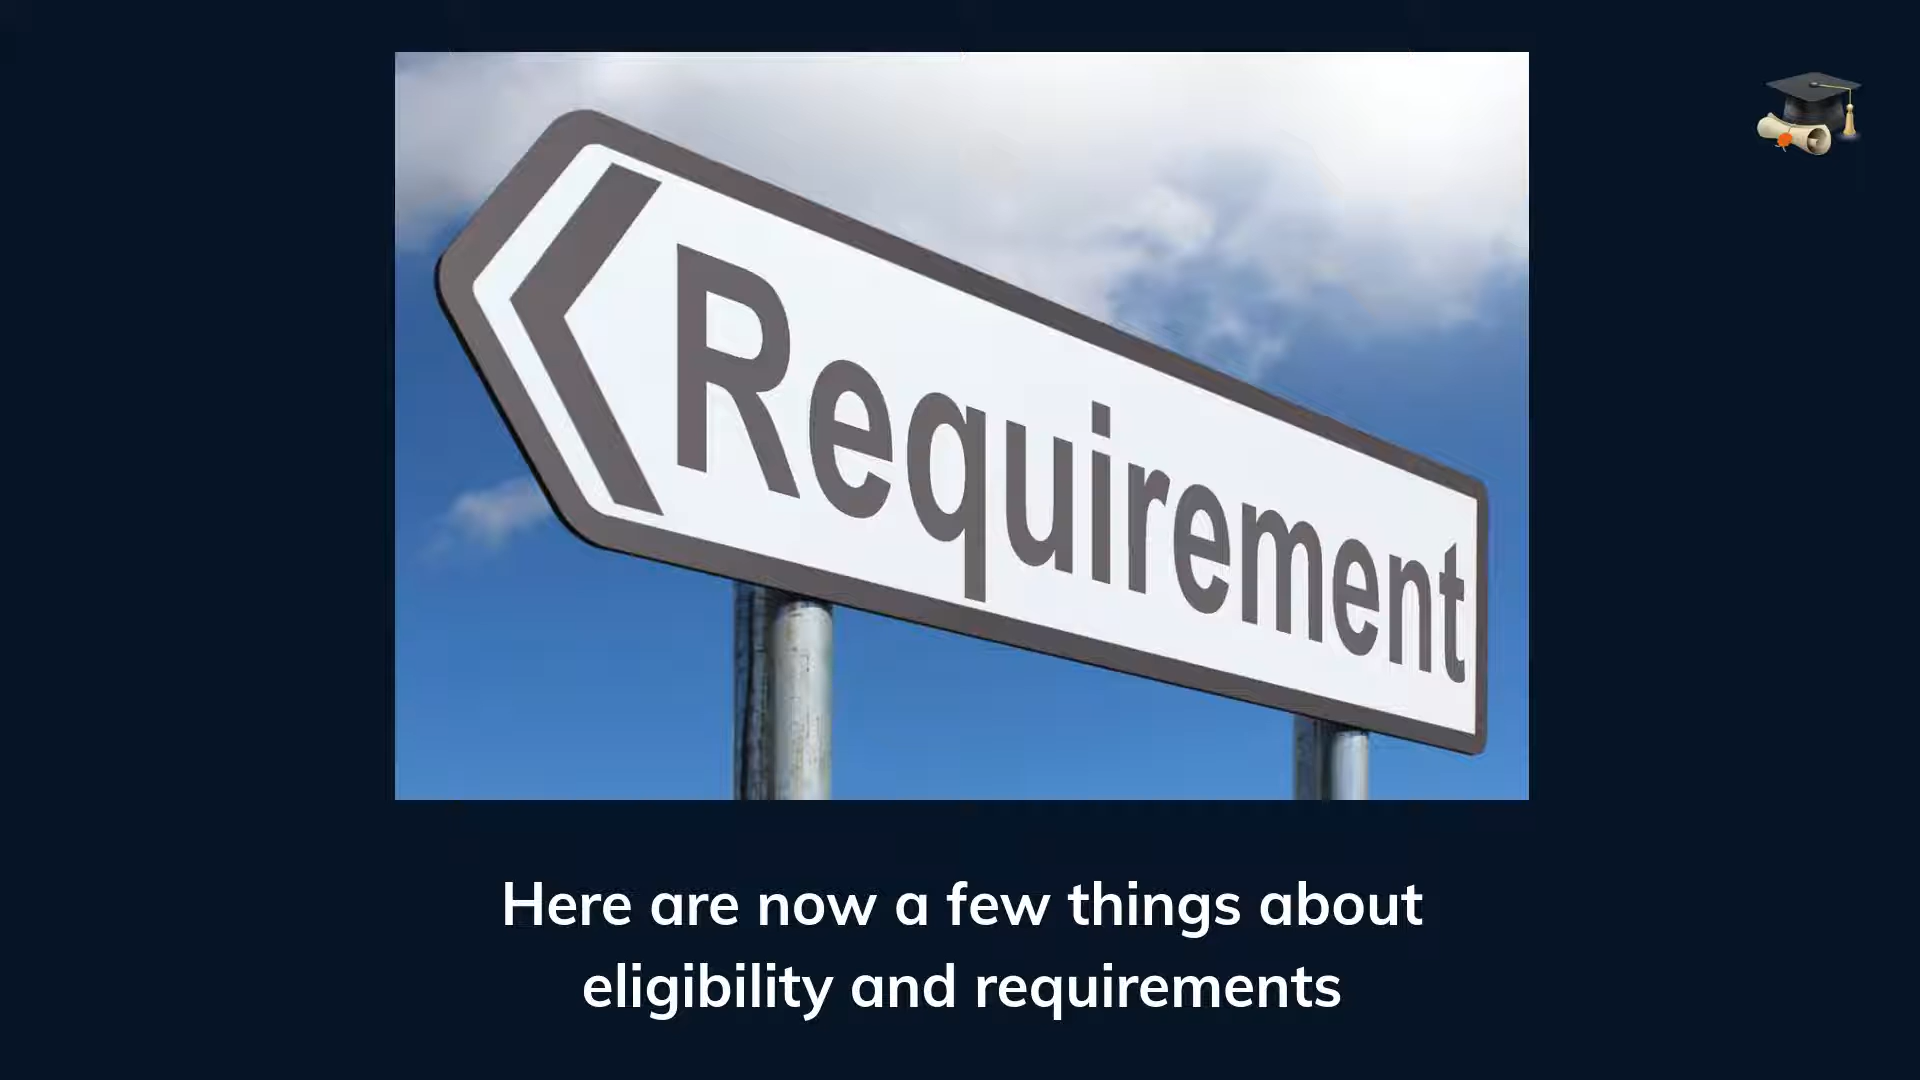 Requirement
Here are now a few things about
eligibility and requirements